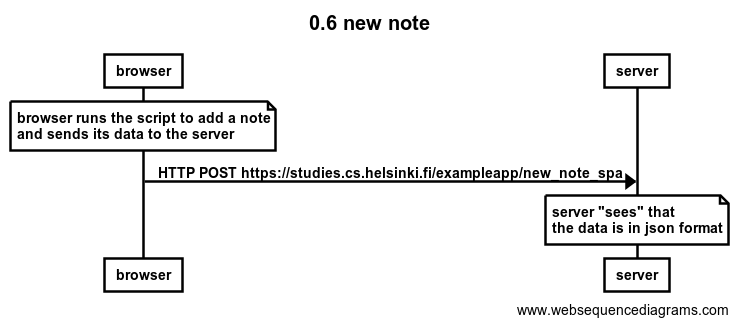 0.6 new note
browser
server
browser runs the script to add a note
and sends its data to the server
HTTP POST https://studies.cs.helsinki.fi/exampleapp/new_note_spa
server "sees" that
the data is in json format
browser
server
www.websequencediagrams.com